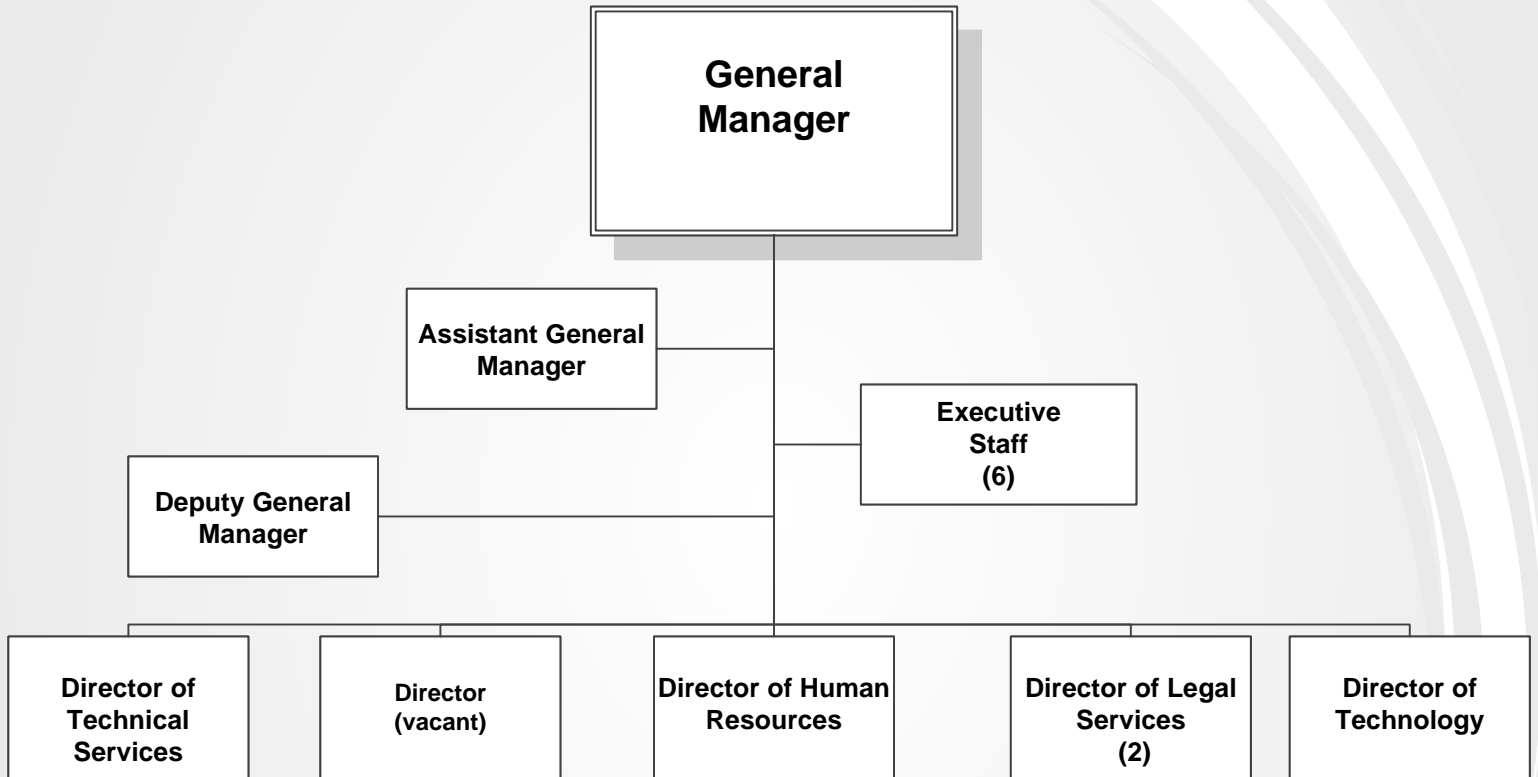 General
Manager
Assistant General
Manager
Executive
Staff
(6)
Deputy General
Manager
Director of
Technical
Services
Director
(vacant)
Director of Human
Resources
Director of Legal
Services
(2)
Director of
Technology